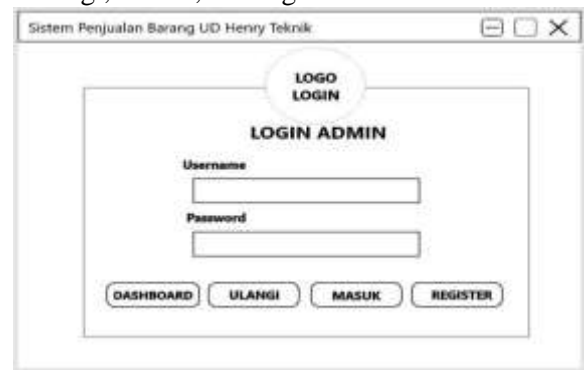 Sistem Penjualan Barang UD Henry Teknik
LOGO
LOGIN
LOGIN ADMIN
Username
Password
DASHBOARD ULANGI MASUK REGISTER